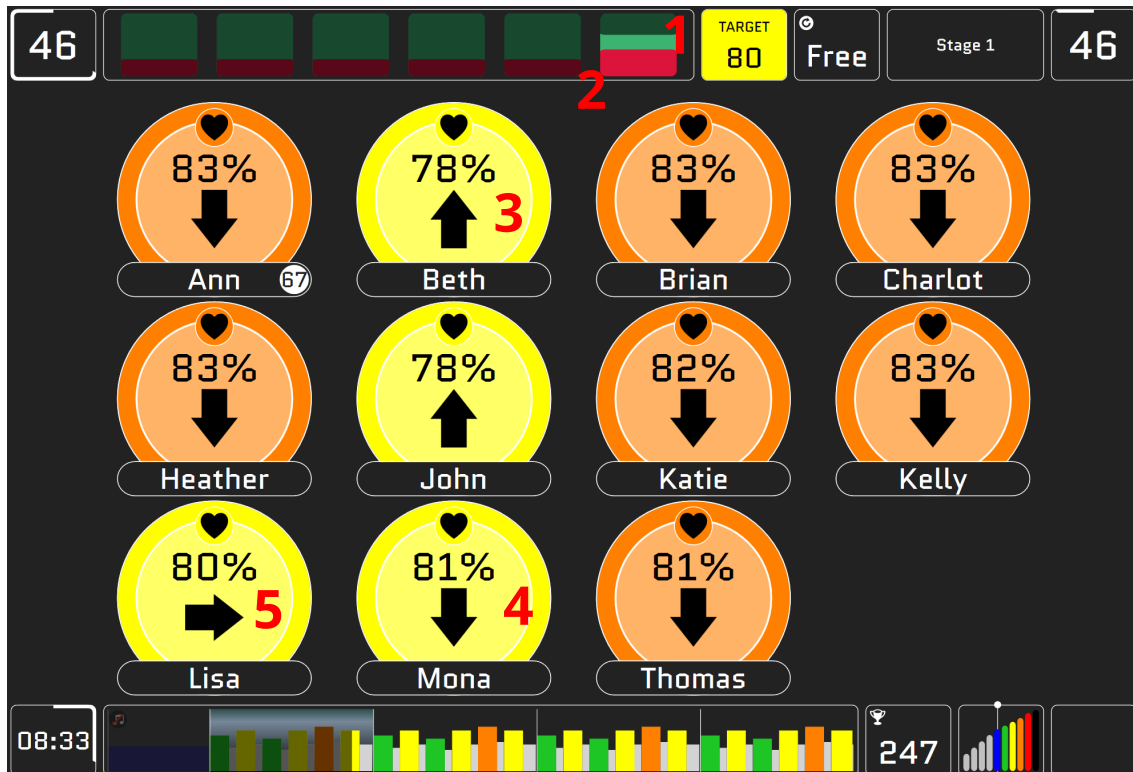 46
1
TARGET
80
Free
Stage 1
46
2
83%
78%
83%
83%
3
Ann 67
Beth
Brian
Charlot
83%
78%
82%
83%
Heather
John
Katie
Kelly
80%
81%
81%
5
4
Lisa
Mona
Thomas
08:33
247